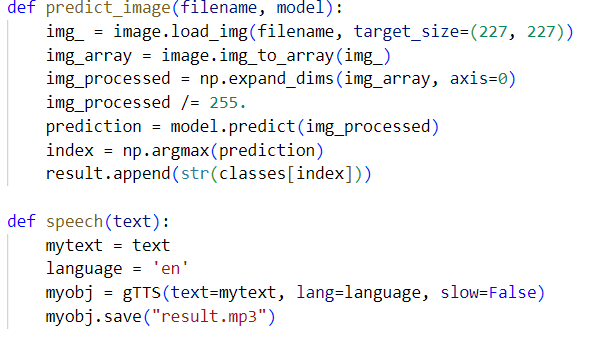 def predict_image(filename, model):
    img_ = image.load_img(filename, target_size=(227, 227))
    img_array = image.img_to_array(img_)
    img_processed = np.expand_dims(img_array, axis=0)
    img_processed /= 255.
    prediction = model.predict(img_processed)
    index = np.argmax(prediction)
    result.append(str(classes[index]))

def speech(text):
    mytext = text
    language = 'en'
    myobj = gTTS(text=mytext, lang=language, slow=False)
    myobj.save("result.mp3")